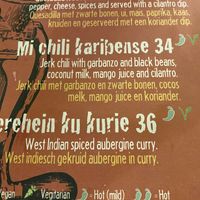 pepper, cheese, spices and served with a cilantro dip.
Quesadilla met zwarte bonen, ui, mais, paprika, kaas,
kruiden en geserveerd met een koriander dip.
Mi chili karibense 34
Jerk chili with garbanzo and black beans,
coconut milk, mango juice and cilantro.
Jerk chili met garbanzo en zwarte bonen, cocos
melk, mango juice en koriander.
erehein ku kurie 36
West Indian spiced aubergine curry.
West indiesch gekruid aubergine in curry.
Vegan Vegitarian -Hot (mild) -Hot